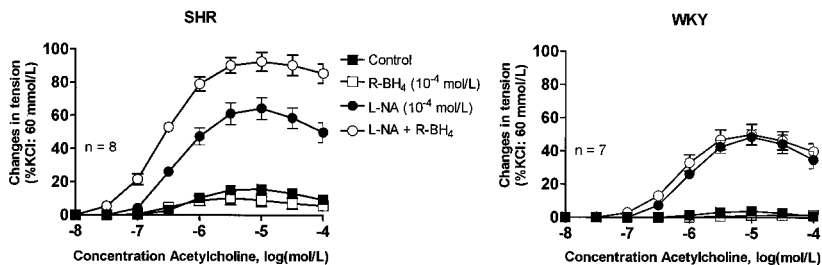 SHR
Changes in tension
(%KCl: 60 mmol/L)
100
80
60
40
20
0
n = 8
-8
-7
-6
-5
-4
Concentration Acetylcholine, log(mol/L)
Control
R-BH₄ (10⁻⁴ mol/L)
L-NA (10⁻⁴mol/L)
L-NA + R-BH₄
WKY
Changes in tension
(%KCl: 60 mmol/L)
100
80
60
40
20
0
n = 7
-8
-7
-6
-5
-4
Concentration Acetylcholine, log(mol/L)